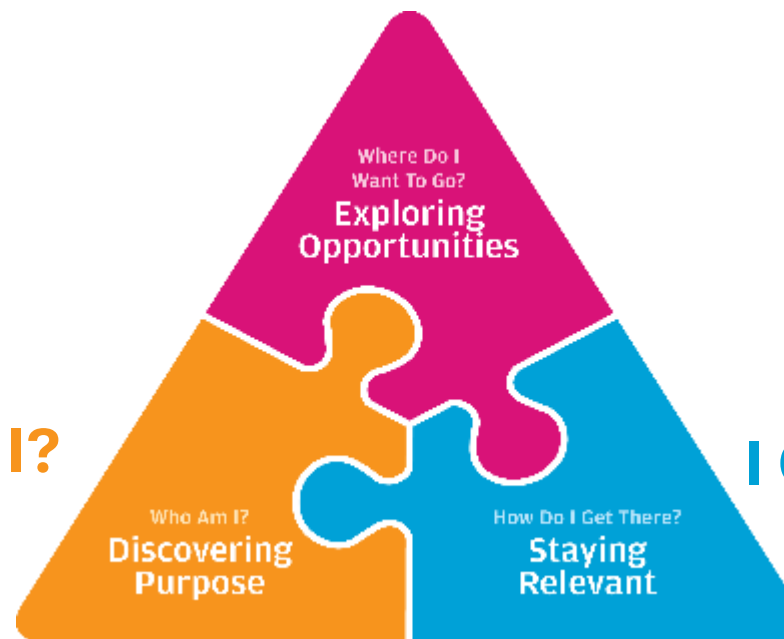 Where Do I
Want To Go?
Exploring
Opportunities
I?
I
Who Am I?
Discovering
Purpose
How Do I Get There?
Staying
Relevant